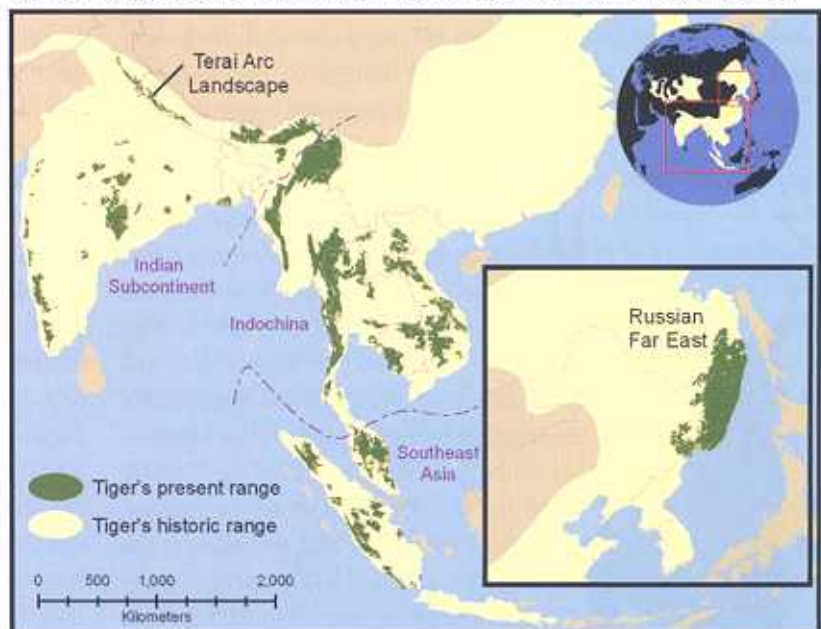 Terai Arc
Landscape
Indian
Subcontinent
Indochina
Russian
Far East
Southeast
Asia
Tiger's present range
Tiger's historic range
0 500 1,000 2,000
Kilometers